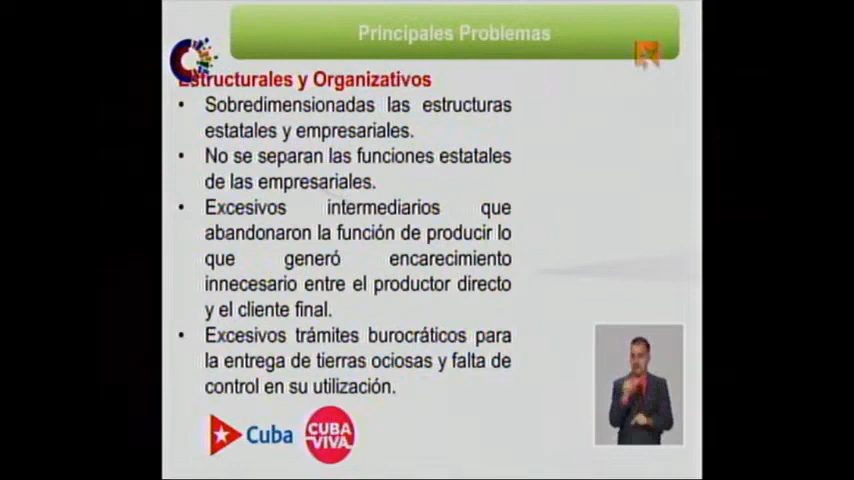 Principales Problemas
Estructurales y Organizativos
• Sobredimensionadas las estructuras
estatales y empresariales.
• No se separan las funciones estatales
de las empresariales.
• Excesivos intermediarios que
abandonaron la función de producir lo
que generó encarecimiento
innecesario entre el productor directo
y el cliente final.
• Excesivos trámites burocráticos para
la entrega de tierras ociosas y falta de
control en su utilización.
Cuba
CUBA
VIVA